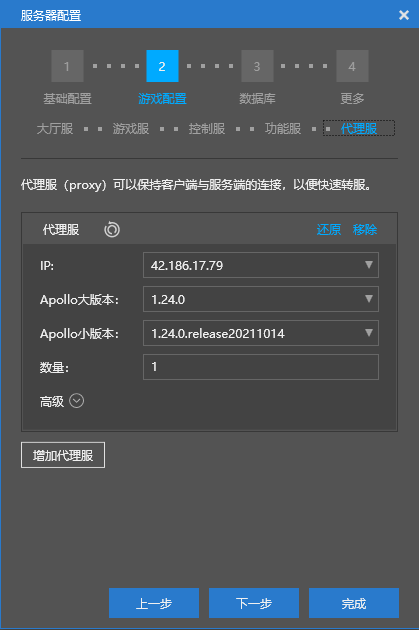 服务器配置
1 2 3 4
基础配置 游戏配置 数据库 更多
大厅服 游戏服 控制服 功能服 代理服
代理服（proxy）可以保持客户端与服务端的连接，以便快速转服。
代理服 还原 移除
IP: 42.186.17.79
Apollo大版本： 1.24.0
Apollo小版本： 1.24.0.release20211014
数量： 1
高级
增加代理服
上一步 下一步 完成